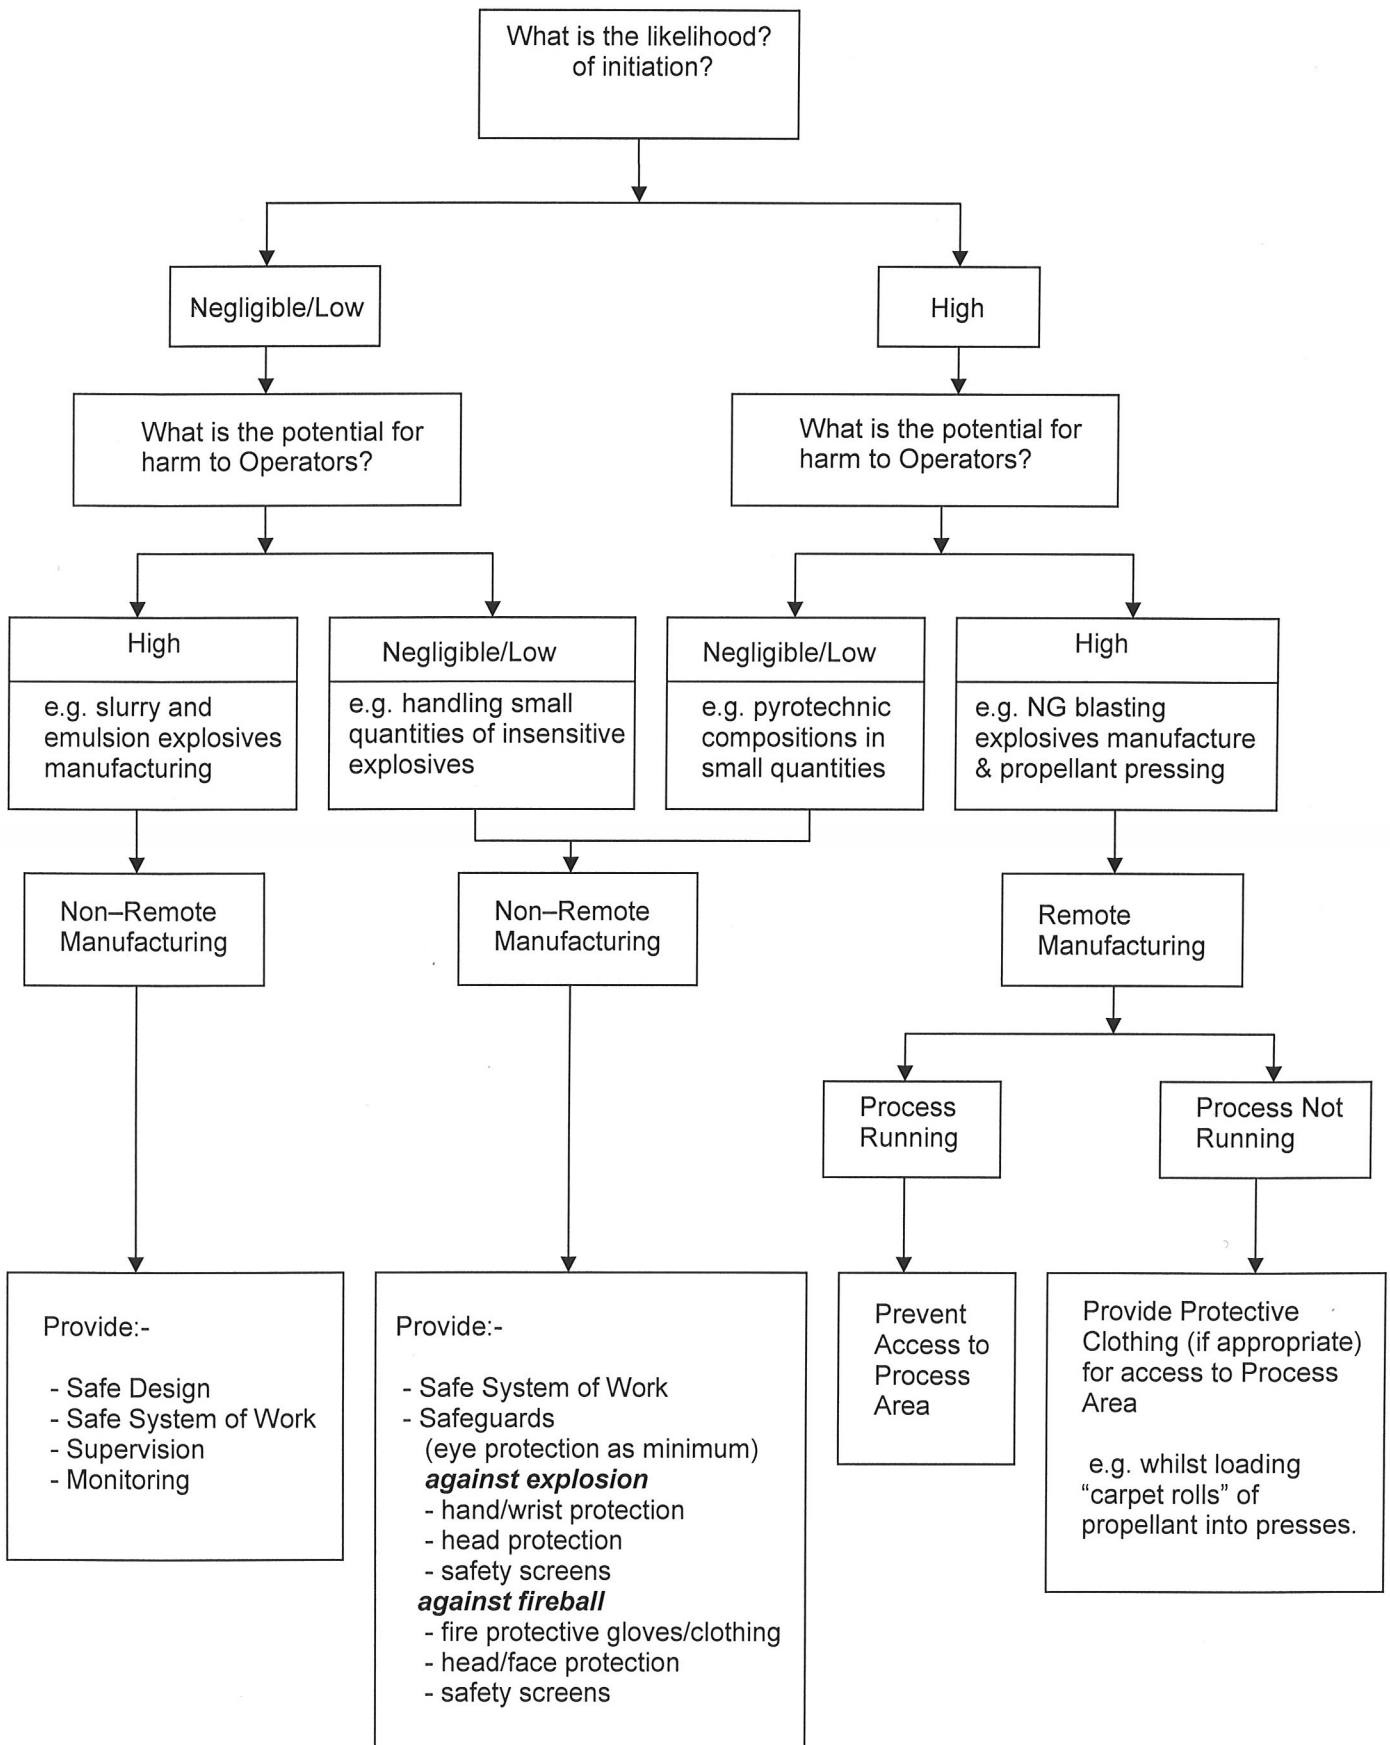 What is the likelihood?
of initiation?
Negligible/Low
High
What is the potential for
harm to Operators?
What is the potential for
harm to Operators?
High
e.g. slurry and
emulsion explosives
manufacturing
Negligible/Low
e.g. handling small
quantities of insensitive
explosives
Negligible/Low
e.g. pyrotechnic
compositions in
small quantities
High
e.g. NG blasting
explosives manufacture
& propellant pressing
Non–Remote
Manufacturing
Non–Remote
Manufacturing
Remote
Manufacturing
Process
Running
Process Not
Running
Provide:-
- Safe Design
- Safe System of Work
- Supervision
- Monitoring
Provide:-
- Safe System of Work
- Safeguards
(eye protection as minimum)
against explosion
- hand/wrist protection
- head protection
- safety screens
against fireball
- fire protective gloves/clothing
- head/face protection
- safety screens
Prevent
Access to
Process
Area
Provide Protective
Clothing (if appropriate)
for access to Process
Area
e.g. whilst loading
“carpet rolls” of
propellant into presses.